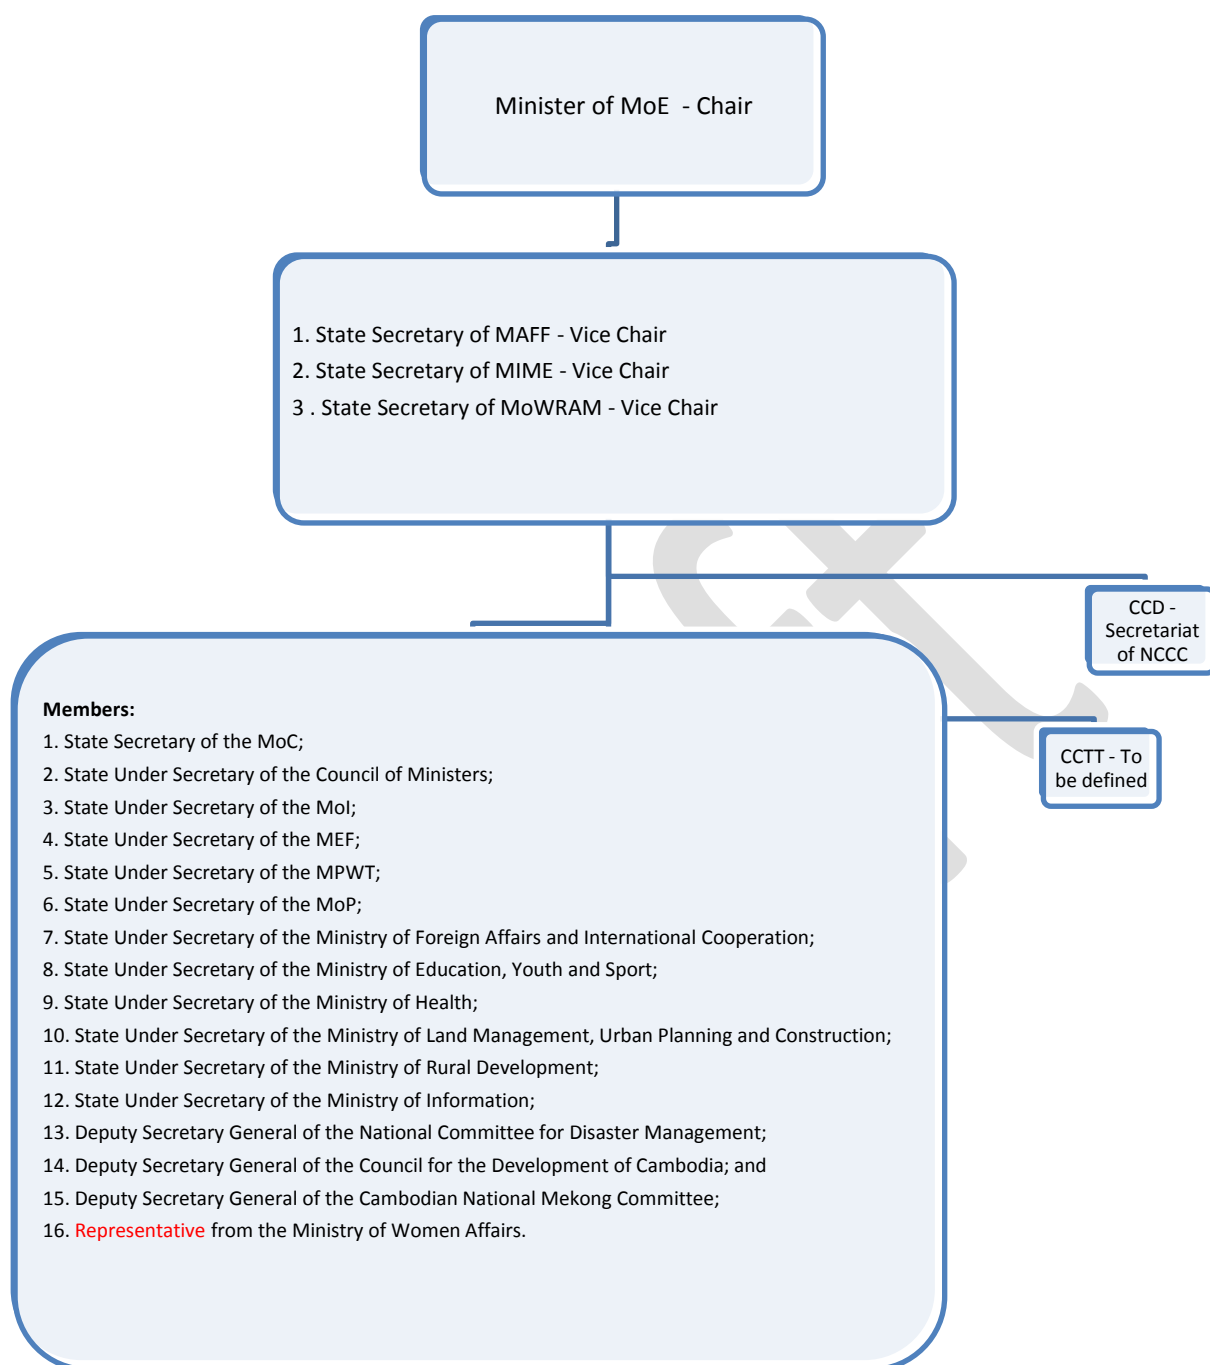 Minister of MoE - Chair
1. State Secretary of MAFF - Vice Chair
2. State Secretary of MIME - Vice Chair
3 . State Secretary of MoWRAM - Vice Chair
CCD -
Secretariat
of NCCC
Members:
1. State Secretary of the MoC;
2. State Under Secretary of the Council of Ministers;
3. State Under Secretary of the MoI;
4. State Under Secretary of the MEF;
5. State Under Secretary of the MPWT;
6. State Under Secretary of the MoP;
7. State Under Secretary of the Ministry of Foreign Affairs and International Cooperation;
8. State Under Secretary of the Ministry of Education, Youth and Sport;
9. State Under Secretary of the Ministry of Health;
10. State Under Secretary of the Ministry of Land Management, Urban Planning and Construction;
11. State Under Secretary of the Ministry of Rural Development;
12. State Under Secretary of the Ministry of Information;
13. Deputy Secretary General of the National Committee for Disaster Management;
14. Deputy Secretary General of the Council for the Development of Cambodia; and
15. Deputy Secretary General of the Cambodian National Mekong Committee;
16. Representative from the Ministry of Women Affairs.
CCTT - To
be defined